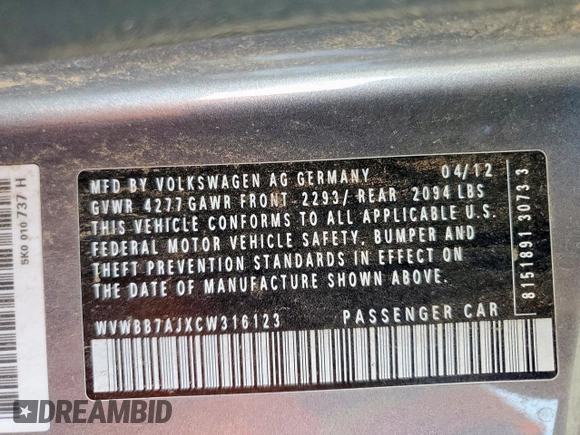 MFD BY VOLKSWAGEN AG GERMANY 04/12
GVWR 4277 GAWR FRONT 2293/ REAR 2094 LBS
THIS VEHICLE CONFORMS TO ALL APPLICABLE U.S.
FEDERAL MOTOR VEHICLE SAFETY, BUMPER AND
THEFT PREVENTION STANDARDS IN EFFECT ON
THE DATE OF MANUFACTURE SHOWN ABOVE.
WVWBB7AJXCW316123 PASSENGER CAR
8151891 3073.3
5K0 010 737 H
DREAMBID